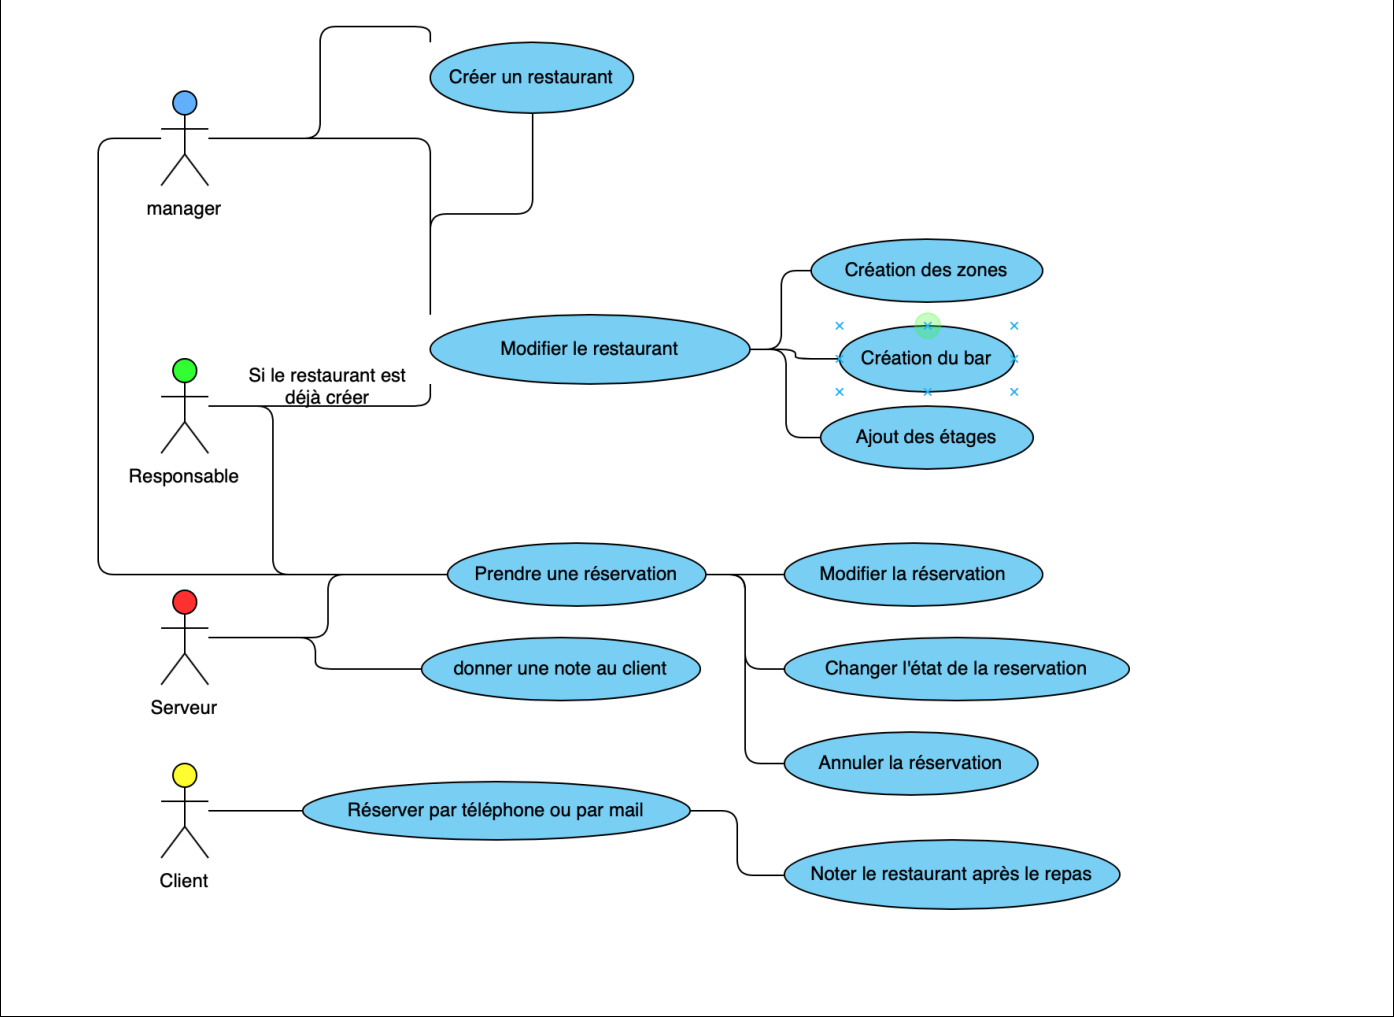 Créer un restaurant
manager
Création des zones
Modifier le restaurant
Création du bar
Si le restaurant est
déjà créer
Ajout des étages
Responsable
Prendre une réservation
Modifier la réservation
donner une note au client
Changer l'état de la reservation
Serveur
Annuler la réservation
Réserver par téléphone ou par mail
Client
Noter le restaurant après le repas